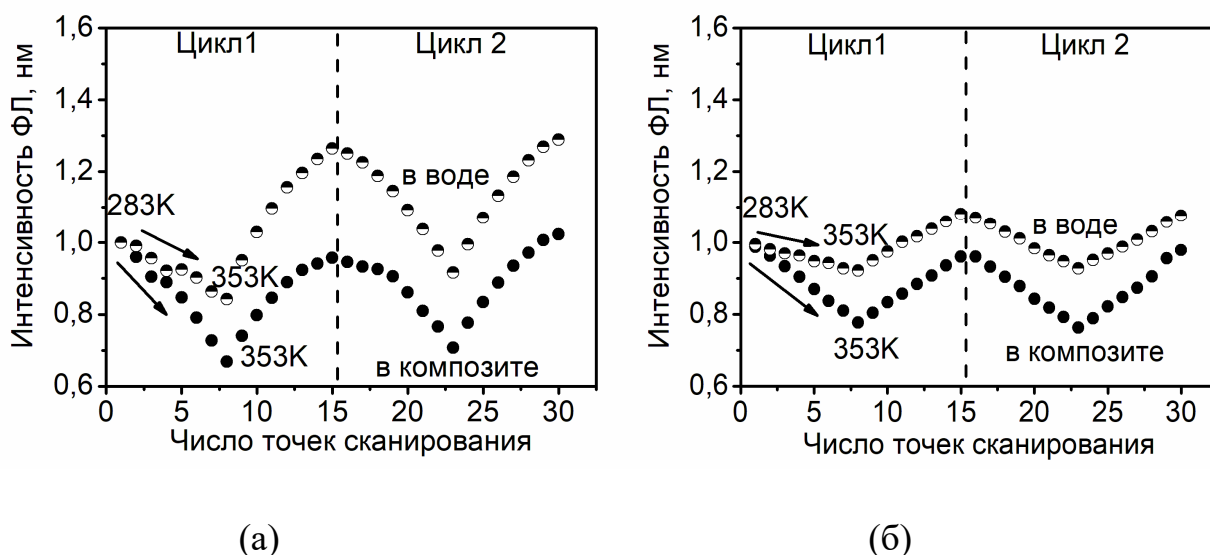 Интенсивность ФЛ, нм
1,6
1,4
1,2
1,0
0,8
0,6
Цикл1
Цикл 2
283K
353K
353K
в воде
в композите
0
5
10
15
20
25
30
Число точек сканирования
(а)
Интенсивность ФЛ, нм
1,6
1,4
1,2
1,0
0,8
0,6
Цикл1
Цикл 2
283K
353K
353K
в воде
в композите
0
5
10
15
20
25
30
Число точек сканирования
(б)